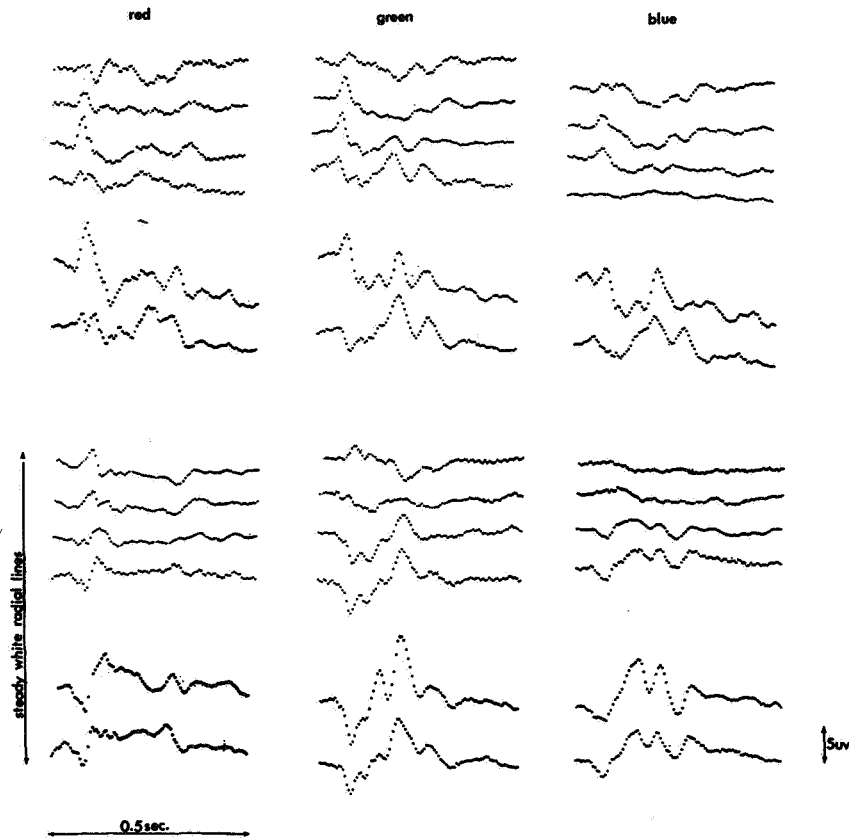 red
green
blue
steady white radial lines
5uv
0.5sec.